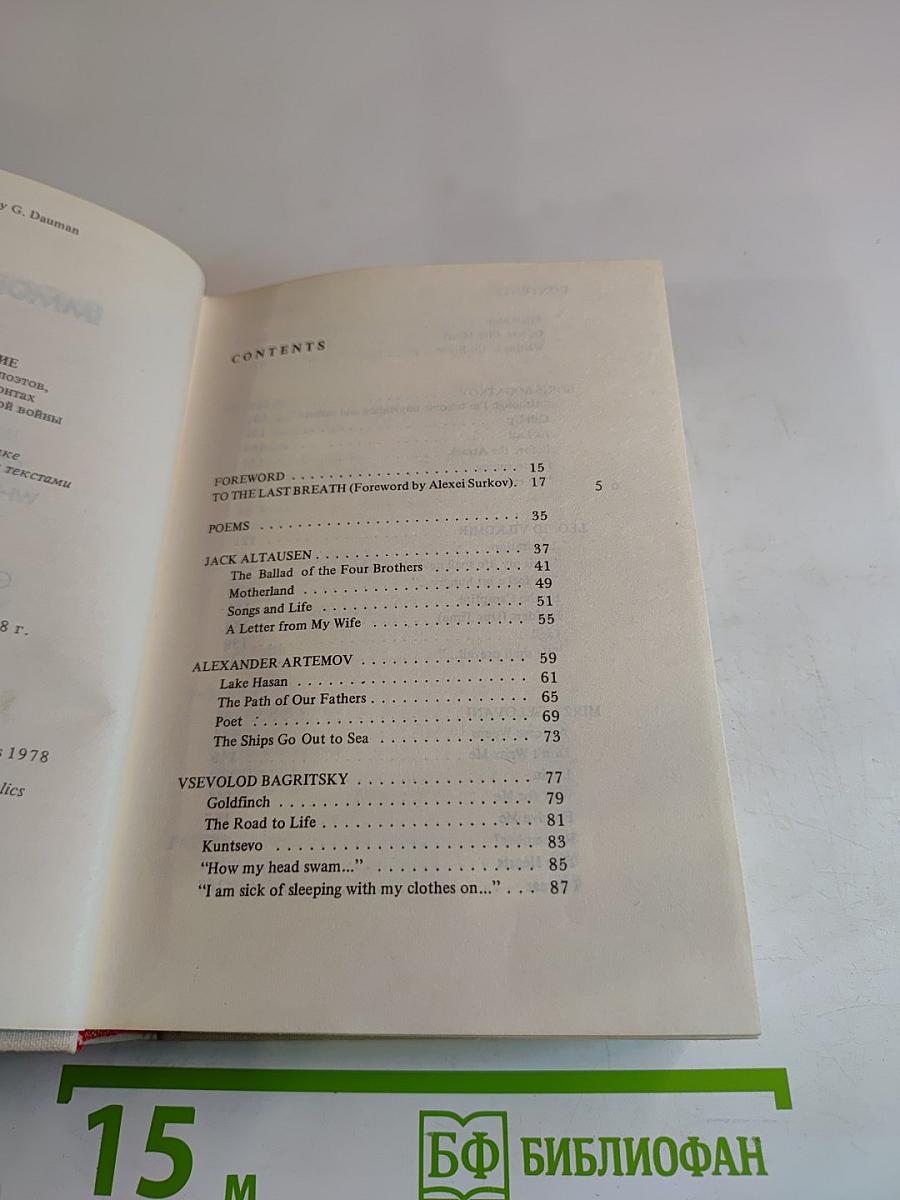 y G. Dauman
ИЕ
поэтов,
онтах
ой войны
ке
текстами
8 г.
1978
lics
CONTENTS
FOREWORD . . . . . . . . . . . . . . . . . . . . . . . . . . 15
TO THE LAST BREATH (Foreword by Alexei Surkov). 17
5
POEMS . . . . . . . . . . . . . . . . . . . . . . . . . . . . 35
JACK ALTAUSEN . . . . . . . . . . . . . . . . . . . . . . 37
The Ballad of the Four Brothers . . . . . . . . . 41
Motherland . . . . . . . . . . . . . . . . . . . . . . . 49
Songs and Life . . . . . . . . . . . . . . . . . . . . . 51
A Letter from My Wife . . . . . . . . . . . . . . . 55
ALEXANDER ARTEMOV . . . . . . . . . . . . . . . . . 59
Lake Hasan . . . . . . . . . . . . . . . . . . . . . . . 61
The Path of Our Fathers . . . . . . . . . . . . . . . 65
Poet . . . . . . . . . . . . . . . . . . . . . . . . . . . 69
The Ships Go Out to Sea . . . . . . . . . . . . . . 73
VSEVOLOD BAGRITSKY . . . . . . . . . . . . . . . . . 77
Goldfinch . . . . . . . . . . . . . . . . . . . . . . . . 79
The Road to Life . . . . . . . . . . . . . . . . . . . . 81
Kuntsevo . . . . . . . . . . . . . . . . . . . . . . . . 83
“How my head swam...” . . . . . . . . . . . . . . . 85
“I am sick of sleeping with my clothes on...” . . . 87
15 м
БФ БИБЛИОФАН